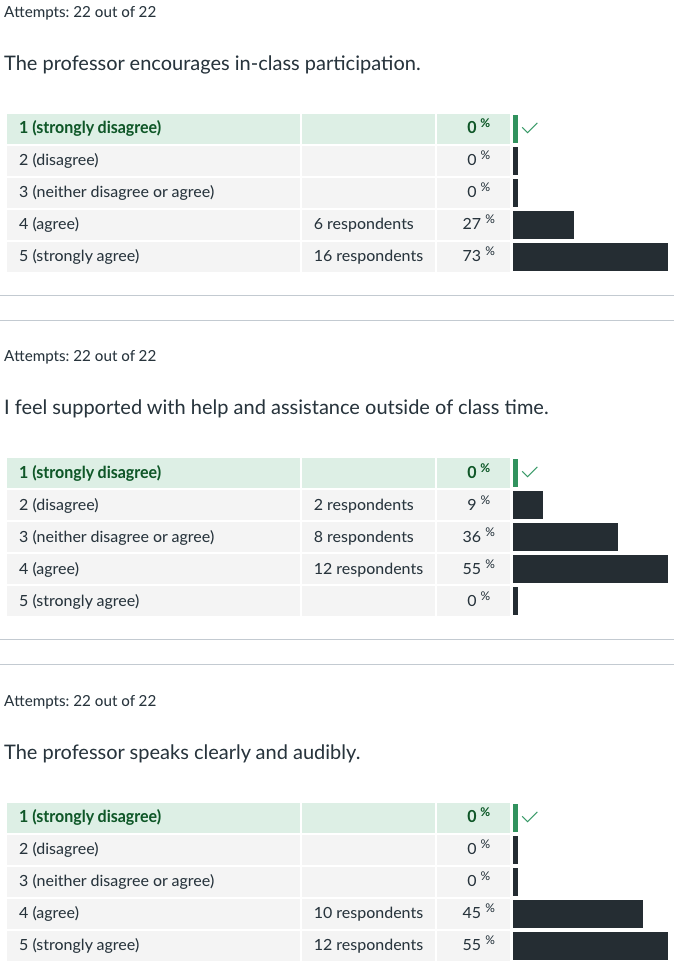 Attempts: 22 out of 22
The professor encourages in-class participation.
1 (strongly disagree) 0 %
2 (disagree) 0 %
3 (neither disagree or agree) 0 %
4 (agree) 6 respondents 27 %
5 (strongly agree) 16 respondents 73 %
Attempts: 22 out of 22
I feel supported with help and assistance outside of class time.
1 (strongly disagree) 0 %
2 (disagree) 2 respondents 9 %
3 (neither disagree or agree) 8 respondents 36 %
4 (agree) 12 respondents 55 %
5 (strongly agree) 0 %
Attempts: 22 out of 22
The professor speaks clearly and audibly.
1 (strongly disagree) 0 %
2 (disagree) 0 %
3 (neither disagree or agree) 0 %
4 (agree) 10 respondents 45 %
5 (strongly agree) 12 respondents 55 %